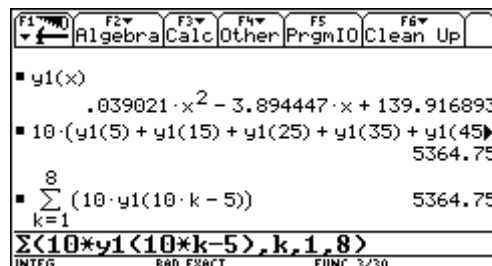 F1 F2 F3 F4 F5 F6
Algebra Calc Other PrgmIO Clean Up
▪ y1(x)
.039021·x² − 3.894447·x + 139.916893
▪ 10·(y1(5) + y1(15) + y1(25) + y1(35) + y1(45▶
5364.75
8
▪ Σ (10·y1(10·k − 5)) 5364.75
k=1
Σ(10*y1(10*k-5),k,1,8)
INTEG RAD EXACT FUNC 3/30